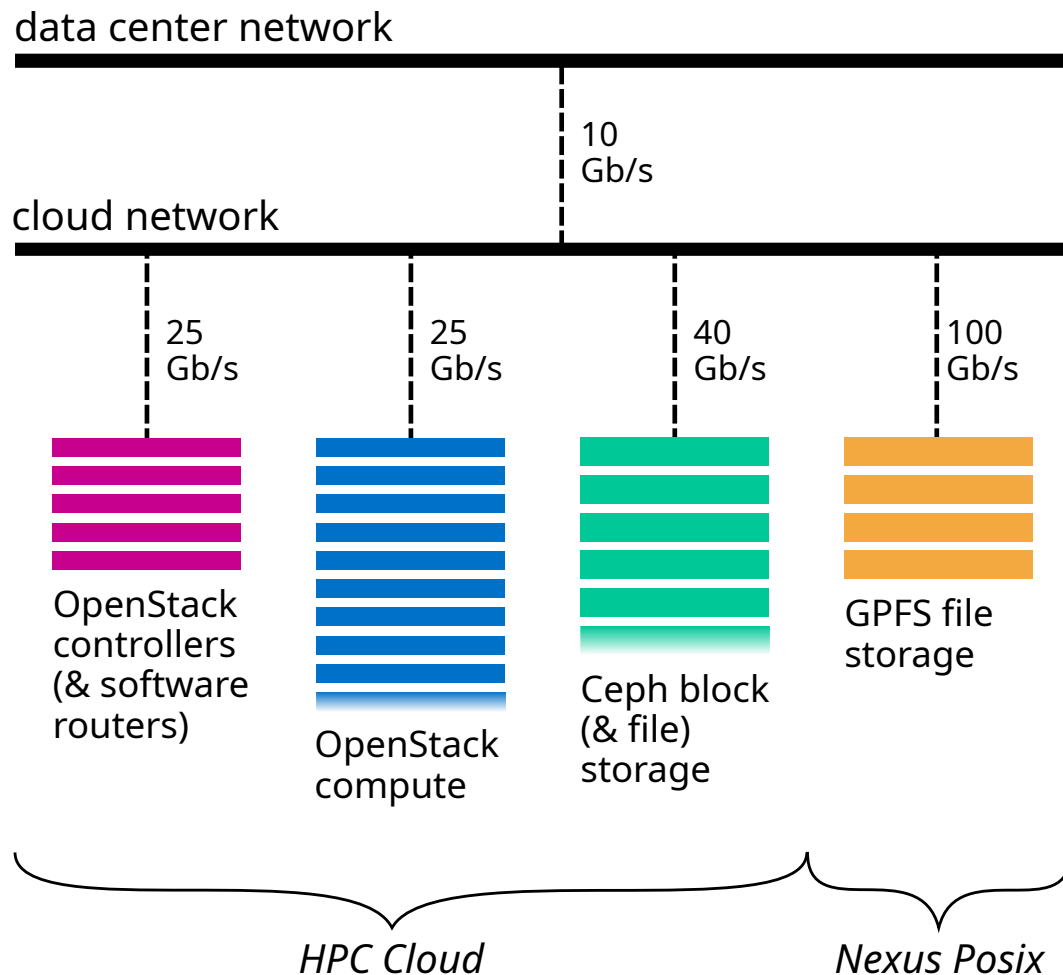 data center network
10
Gb/s
cloud network
25
Gb/s
25
Gb/s
40
Gb/s
100
Gb/s
OpenStack
controllers
(& software
routers)
OpenStack
compute
Ceph block
(& file)
storage
GPFS file
storage
HPC Cloud
Nexus Posix